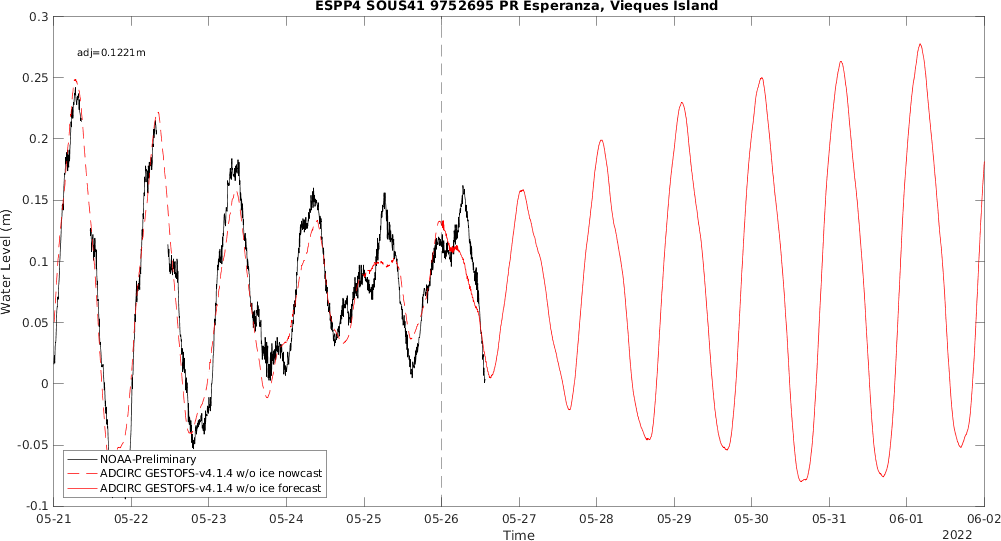 ESPP4 SOUS41 9752695 PR Esperanza, Vieques Island
0.3
adj=0.1221m
0.25
0.2
0.15
0.1
0.05
0
-0.05
-0.1
Water Level (m)
NOAA-Preliminary
ADCIRC GESTOFS-v4.1.4 w/o ice nowcast
ADCIRC GESTOFS-v4.1.4 w/o ice forecast
05-21 05-22 05-23 05-24 05-25 05-26 05-27 05-28 05-29 05-30 05-31 06-01 06-02
Time 2022